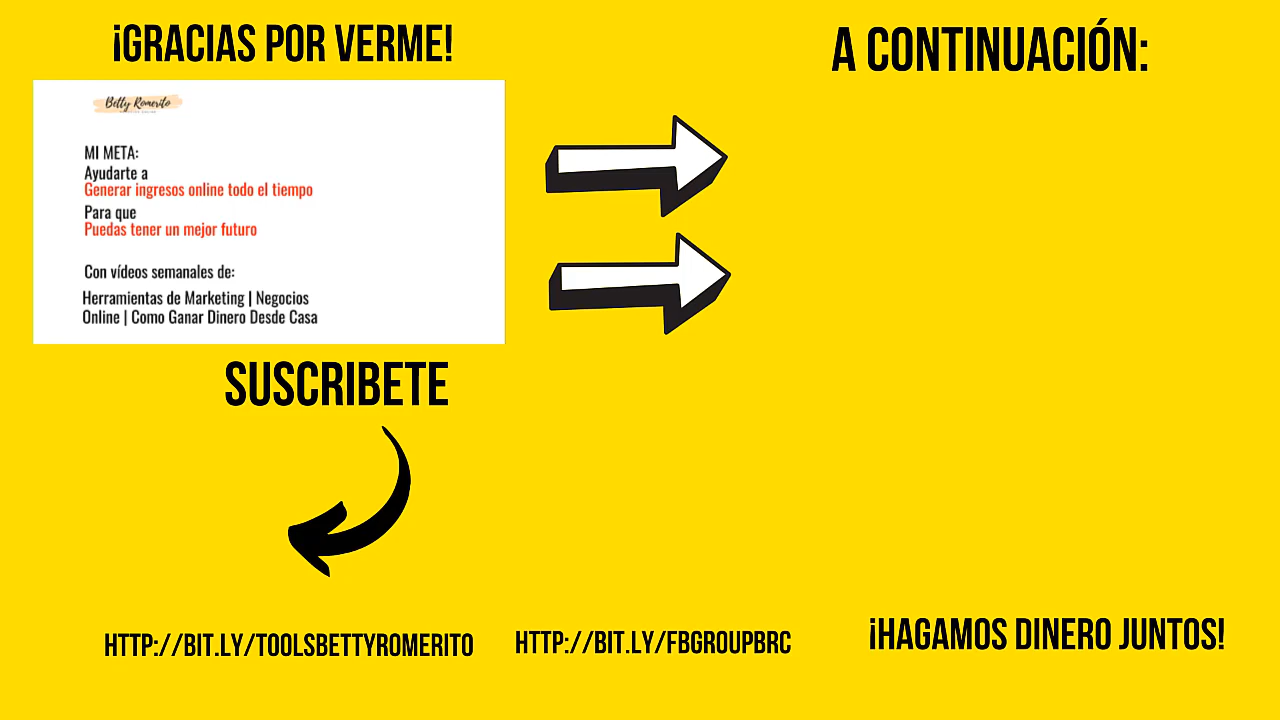 ¡GRACIAS POR VERME!
A CONTINUACIÓN:
Betty Romerito
MI META:
Ayudarte a
Generar ingresos online todo el tiempo
Para que
Puedas tener un mejor futuro
Con vídeos semanales de:
Herramientas de Marketing | Negocios
Online | Como Ganar Dinero Desde Casa
SUSCRIBETE
HTTP://BIT.LY/TOOLSBETTYROMERITO
HTTP://BIT.LY/FBGROUPBRC
¡HAGAMOS DINERO JUNTOS!